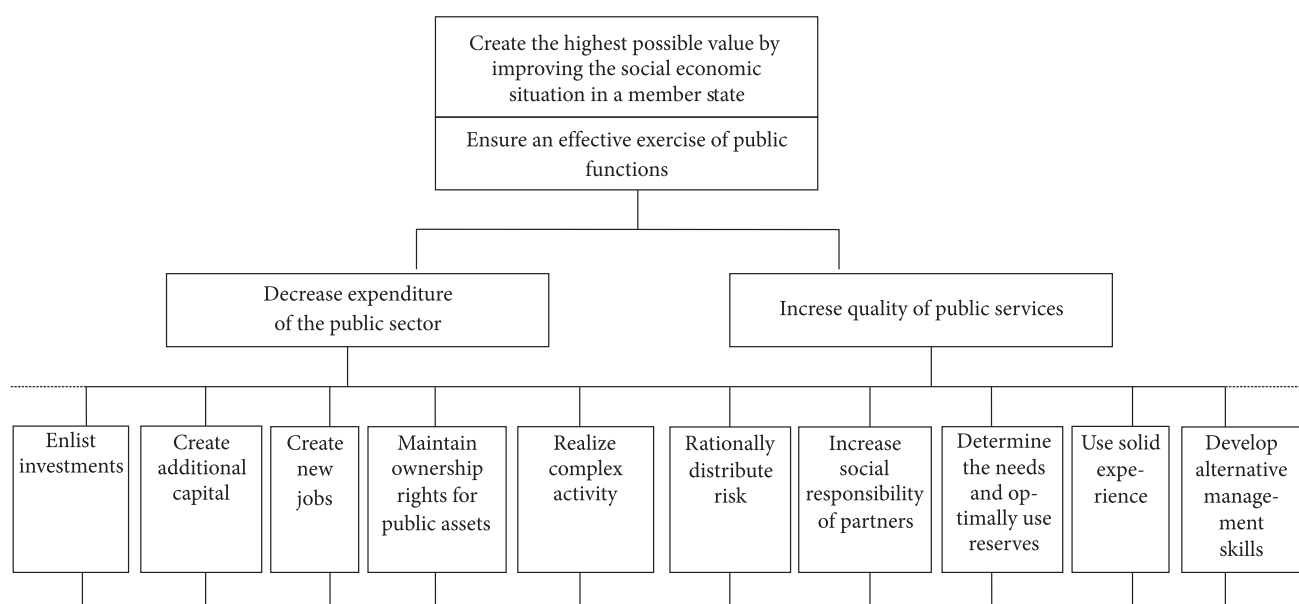 Create the highest possible value by
improving the social economic
situation in a member state
Ensure an effective exercise of public
functions
Decrease expenditure
of the public sector
Increse quality of public services
Enlist
investments
Create
additional
capital
Create
new
jobs
Maintain
ownership
rights for
public assets
Realize
complex
activity
Rationally
distribute
risk
Increase
social
responsibility
of partners
Determine
the needs
and op-
timally use
reserves
Use solid
expe-
rience
Develop
alternative
manage-
ment
skills